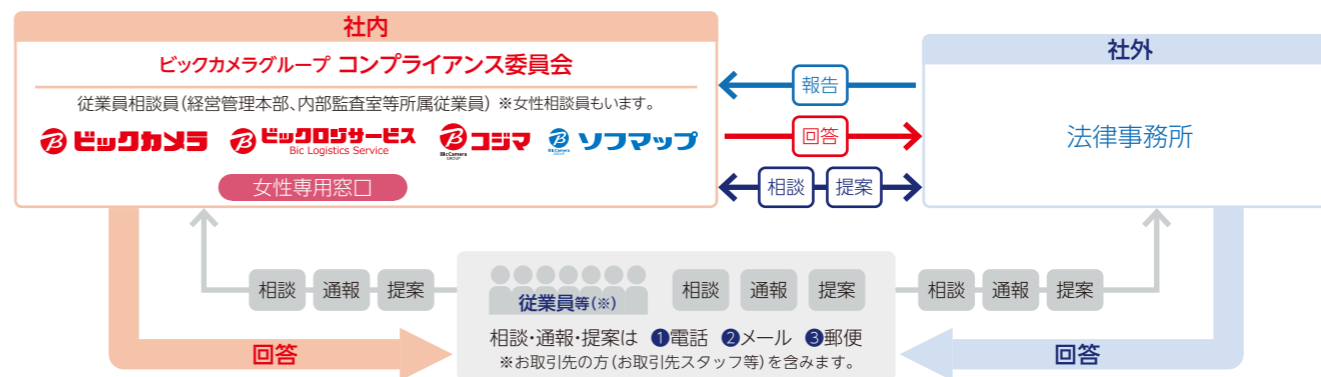 社内
ビックカメラグループ コンプライアンス委員会
従業員相談員(経営管理本部、内部監査室等所属従業員) ※女性相談員もいます。
ビックカメラ
ビックロジサービス
Bic Logistics Service
コジマ
BicCamera
GROUP
ソフマップ
女性専用窓口
報告
回答
相談 提案
社外
法律事務所
相談 通報 提案
従業員等(※)
相談 通報 提案
相談 通報 提案
相談・通報・提案は ❶電話 ❷メール ❸郵便
※お取引先の方(お取引先スタッフ等)を含みます。
回答
回答